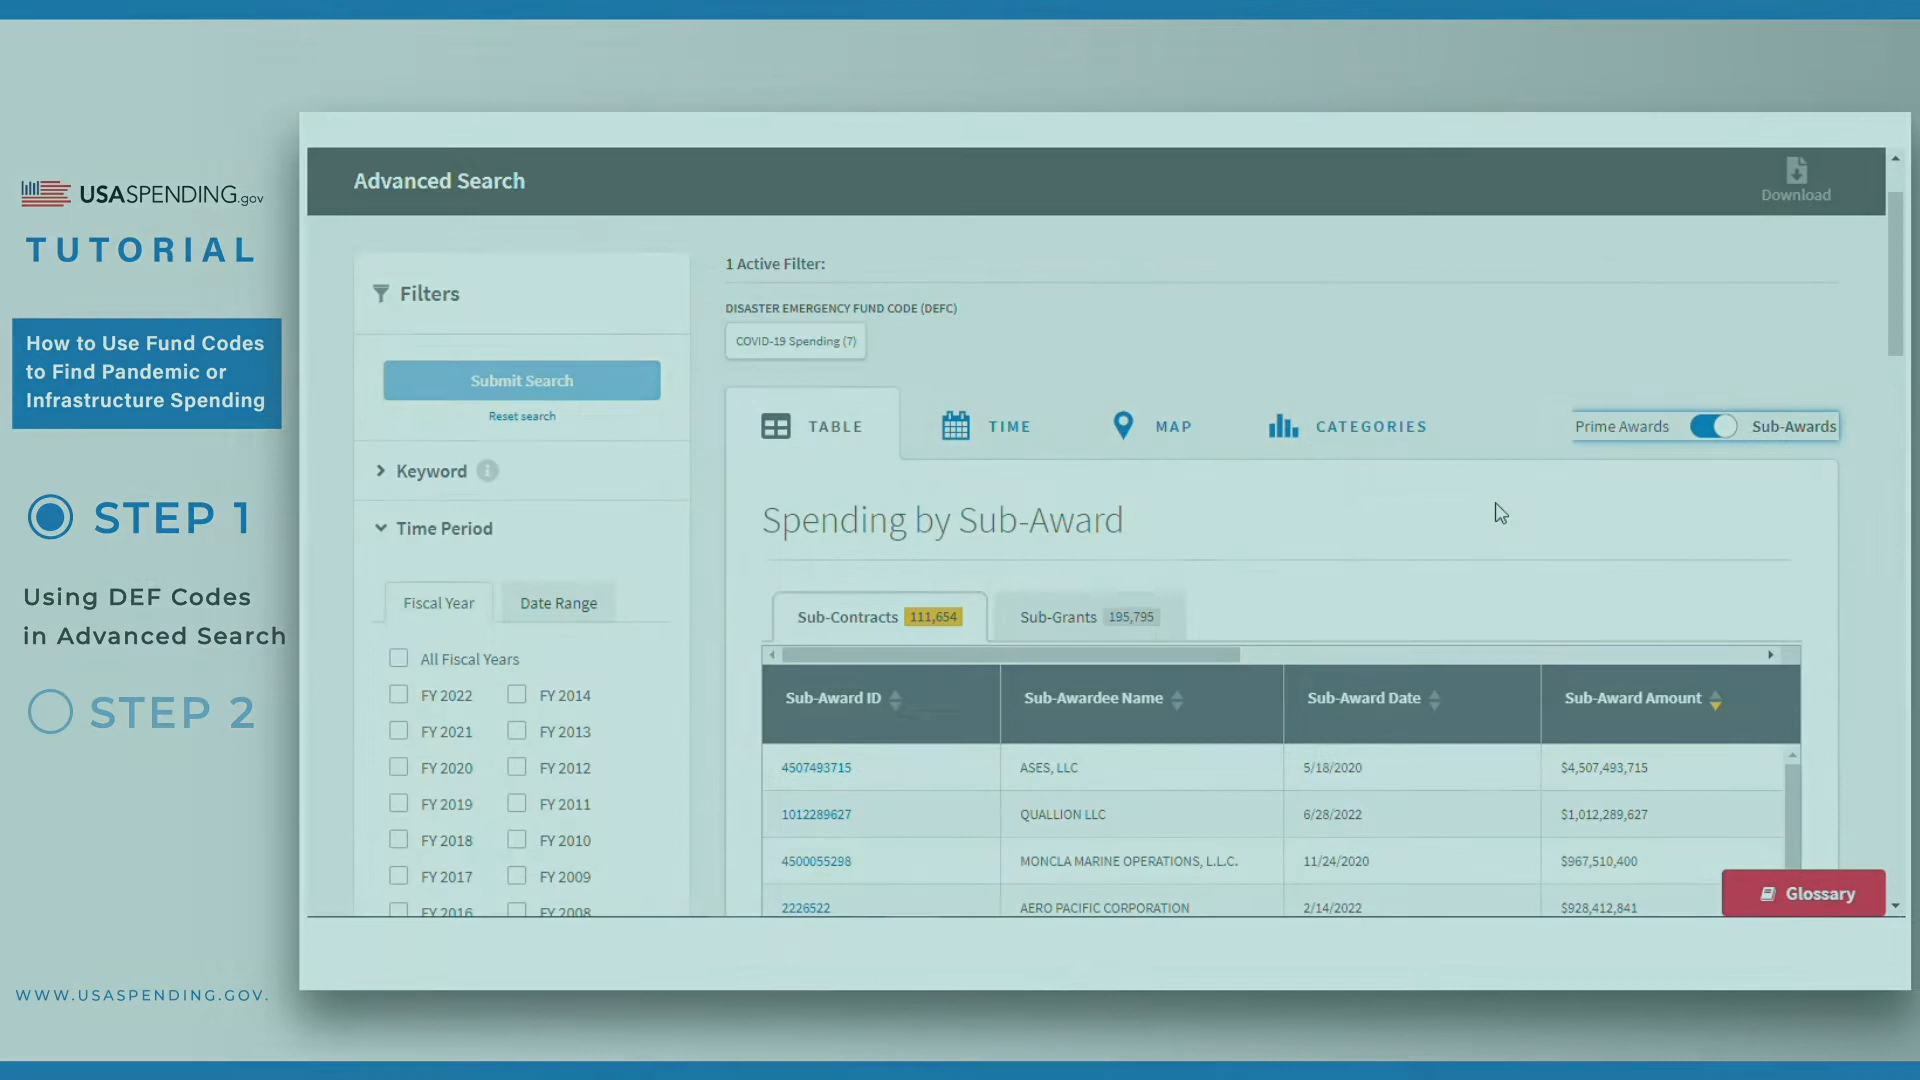 USASPENDING.gov
TUTORIAL
How to Use Fund Codes
to Find Pandemic or
Infrastructure Spending
STEP 1
Using DEF Codes
in Advanced Search
STEP 2
WWW.USASPENDING.GOV.
Advanced Search
Download
Filters
Submit Search
Reset search
Keyword
Time Period
Fiscal Year Date Range
All Fiscal Years
FY 2022 FY 2014
FY 2021 FY 2013
FY 2020 FY 2012
FY 2019 FY 2011
FY 2018 FY 2010
FY 2017 FY 2009
FY 2016 FY 2008
1 Active Filter:
DISASTER EMERGENCY FUND CODE (DEFC)
COVID-19 Spending (7)
TABLE TIME MAP CATEGORIES Prime Awards Sub-Awards
Spending by Sub-Award
Sub-Contracts 111,654 Sub-Grants 195,795
Sub-Award ID Sub-Awardee Name Sub-Award Date Sub-Award Amount
4507493715 ASES, LLC 5/18/2020 $4,507,493,715
1012289627 QUALLION LLC 6/28/2022 $1,012,289,627
4500055298 MONCLA MARINE OPERATIONS, L.L.C. 11/24/2020 $967,510,400
2226522 AERO PACIFIC CORPORATION 2/14/2022 $928,412,841
Glossary